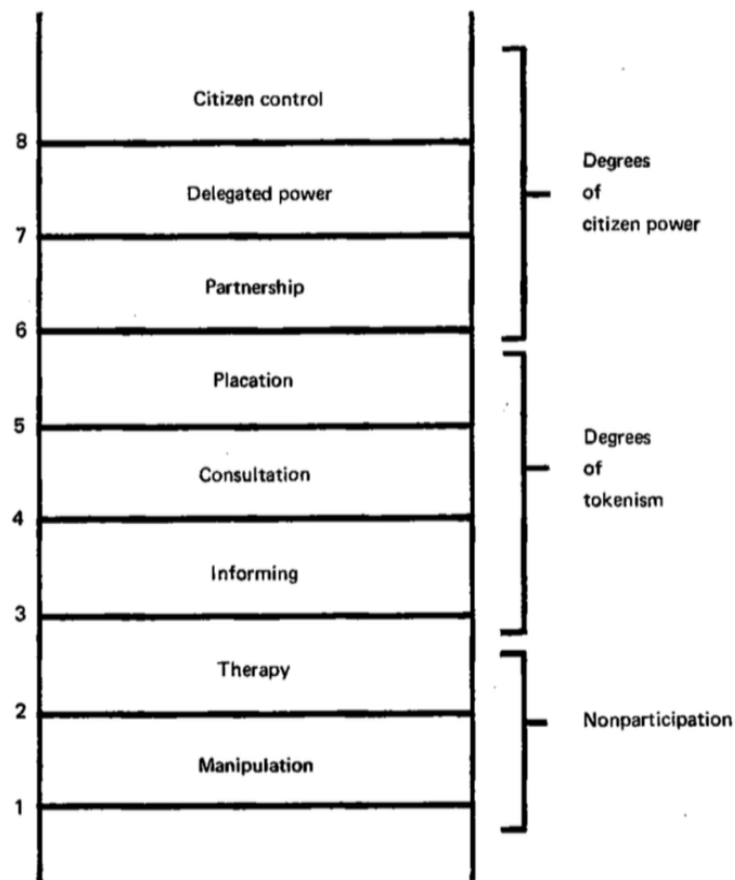 Citizen control
8
Delegated power
7
Partnership
6
Placation
5
Consultation
4
Informing
3
Therapy
2
Manipulation
1
Degrees
of
citizen power
Degrees
of
tokenism
Nonparticipation